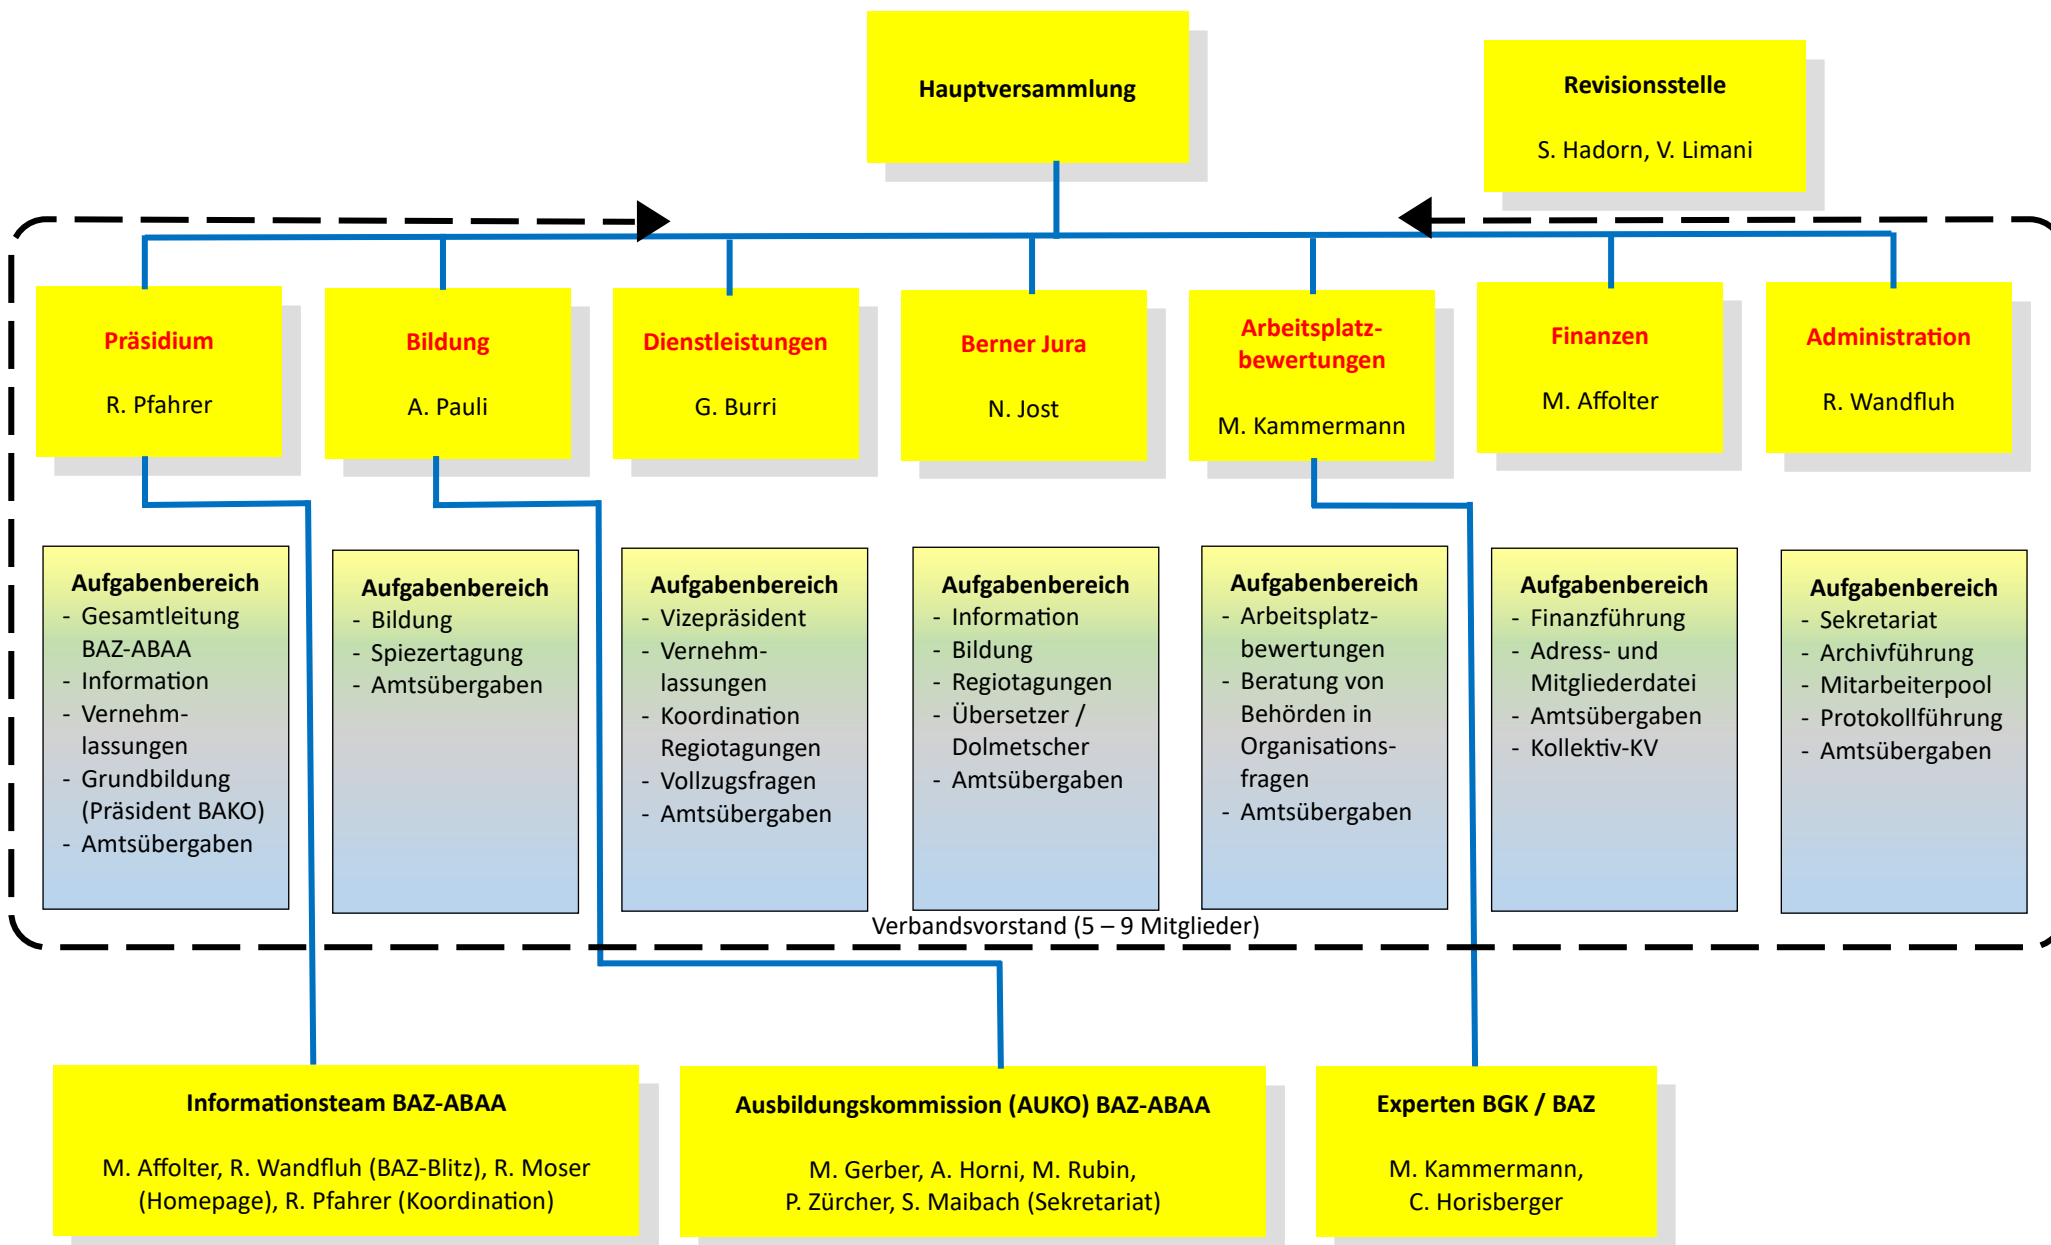 Hauptversammlung
Revisionsstelle
S. Hadorn, V. Limani
Präsidium
R. Pfahrer
Bildung
A. Pauli
Dienstleistungen
G. Burri
Berner Jura
N. Jost
Arbeitsplatz-
bewertungen
M. Kammermann
Finanzen
M. Affolter
Administration
R. Wandfluh
Aufgabenbereich
- Gesamtleitung
BAZ-ABAA
- Information
- Vernehm-
lassungen
- Grundbildung
(Präsident BAKO)
- Amtsübergaben
Aufgabenbereich
- Bildung
- Spiezertagung
- Amtsübergaben
Aufgabenbereich
- Vizepräsident
- Vernehm-
lassungen
- Koordination
Regiotagungen
- Vollzugsfragen
- Amtsübergaben
Aufgabenbereich
- Information
- Bildung
- Regiotagungen
- Übersetzer /
Dolmetscher
- Amtsübergaben
Aufgabenbereich
- Arbeitsplatz-
bewertungen
- Beratung von
Behörden in
Organisations-
fragen
- Amtsübergaben
Aufgabenbereich
- Finanzführung
- Adress- und
Mitgliederdatei
- Amtsübergaben
- Kollektiv-KV
Aufgabenbereich
- Sekretariat
- Archivführung
- Mitarbeiterpool
- Protokollführung
- Amtsübergaben
Verbandsvorstand (5 – 9 Mitglieder)
Informationsteam BAZ-ABAA
M. Affolter, R. Wandfluh (BAZ-Blitz), R. Moser
(Homepage), R. Pfahrer (Koordination)
Ausbildungskommission (AUKO) BAZ-ABAA
M. Gerber, A. Horni, M. Rubin,
P. Zürcher, S. Maibach (Sekretariat)
Experten BGK / BAZ
M. Kammermann,
C. Horisberger